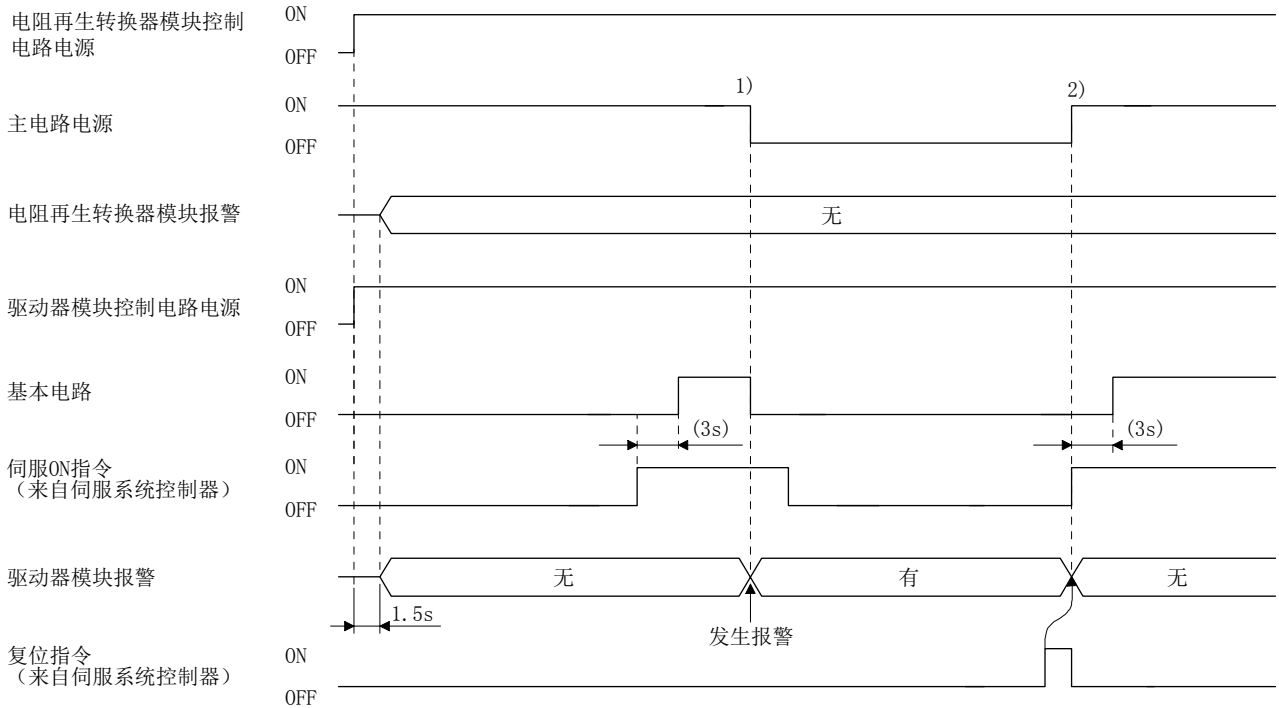 电阻再生转换器模块控制
电路电源
ON
OFF
主电路电源
ON
OFF
1)
2)
电阻再生转换器模块报警
无
驱动器模块控制电路电源
ON
OFF
基本电路
ON
OFF
(3s)
(3s)
伺服ON指令
（来自伺服系统控制器）
ON
OFF
驱动器模块报警
无
有
无
1.5s
发生报警
复位指令
（来自伺服系统控制器）
ON
OFF